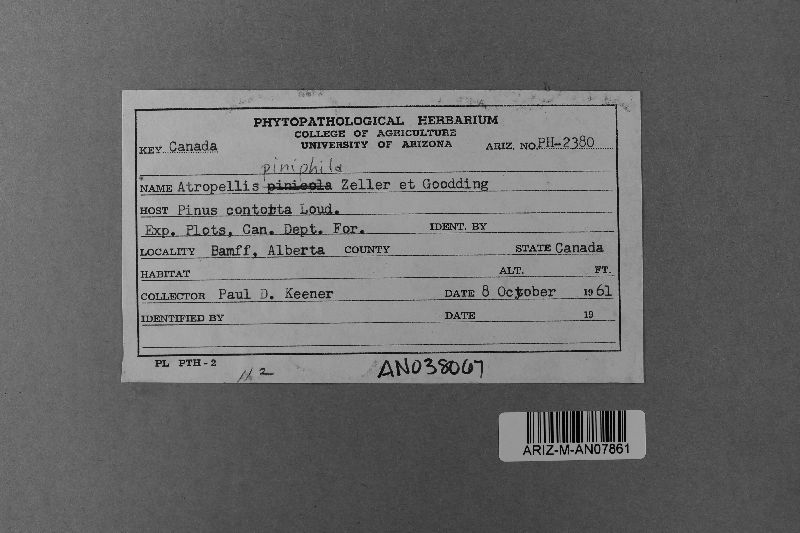 PHYTOPATHOLOGICAL HERBARIUM
COLLEGE OF AGRICULTURE
KEY Canada UNIVERSITY OF ARIZONA ARIZ. NO. PH-2380
piniphila
NAME Atropellis pinicola Zeller et Goodding
HOST Pinus contorta Loud.
Exp. Plots, Can. Dept. For. IDENT. BY
LOCALITY Bamff, Alberta COUNTY STATE Canada
HABITAT ALT. FT.
COLLECTOR Paul D. Keener DATE 8 October 1961
IDENTIFIED BY DATE 19
PL PTH-2
AN038067
ARIZ-M-AN07861